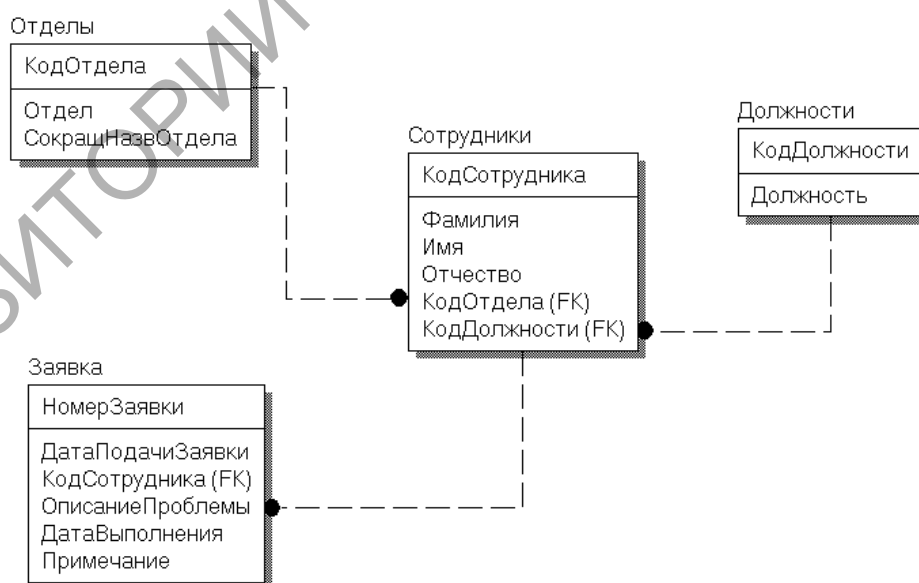 Отделы
КодОтдела
Отдел
СокращНазвОтдела
Должности
КодДолжности
Должность
Сотрудники
КодСотрудника
Фамилия
Имя
Отчество
КодОтдела (FK)
КодДолжности (FK)
Заявка
НомерЗаявки
ДатаПодачиЗаявки
КодСотрудника (FK)
ОписаниеПроблемы
ДатаВыполнения
Примечание
ВИТОРИИ